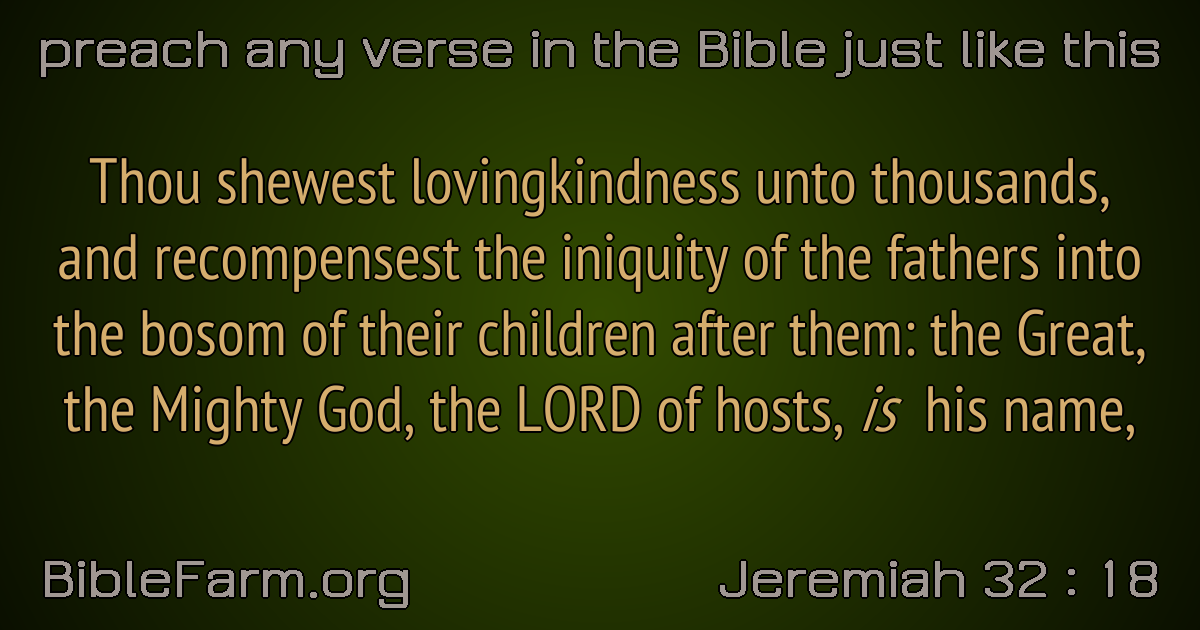 preach any verse in the Bible just like this
Thou shewest lovingkindness unto thousands,
and recompensest the iniquity of the fathers into
the bosom of their children after them: the Great,
the Mighty God, the LORD of hosts, is his name,
BibleFarm.org
Jeremiah 32 : 18